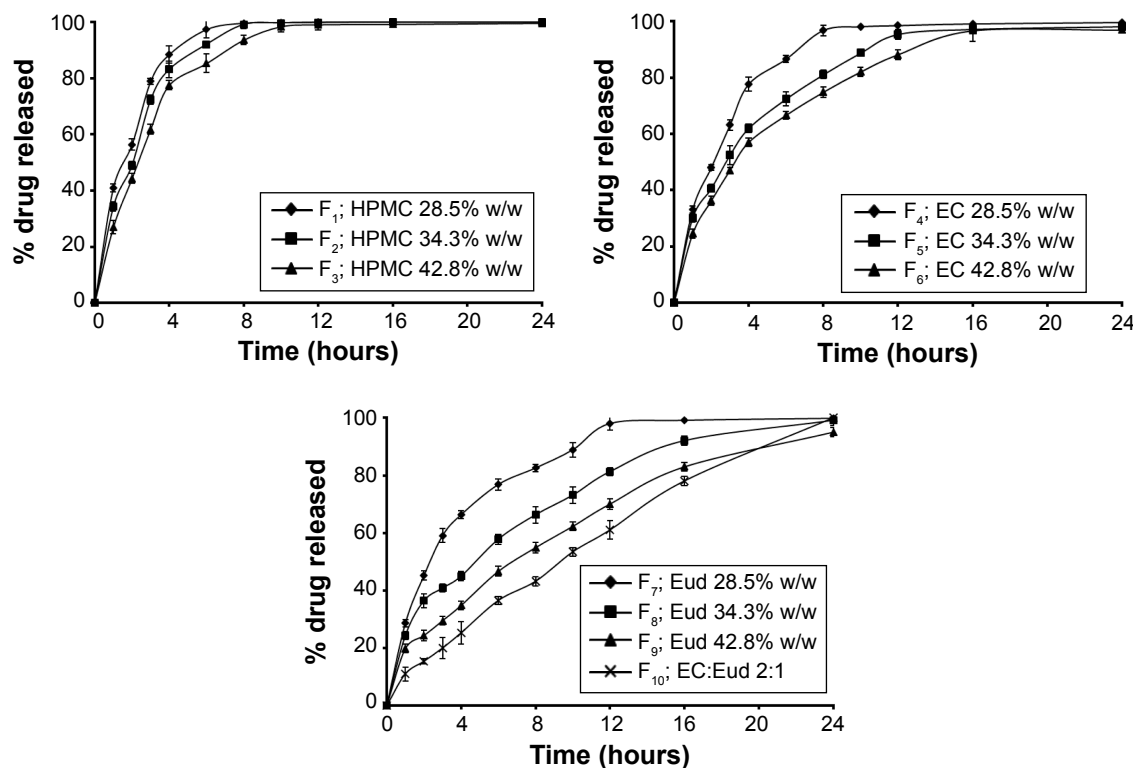 % drug released
100
80
60
40
20
0
F1; HPMC 28.5% w/w
F2; HPMC 34.3% w/w
F3; HPMC 42.8% w/w
0 4 8 12 16 20 24
Time (hours)
% drug released
100
80
60
40
20
0
F4; EC 28.5% w/w
F5; EC 34.3% w/w
F6; EC 42.8% w/w
0 4 8 12 16 20 24
Time (hours)
% drug released
100
80
60
40
20
0
F7; Eud 28.5% w/w
F8; Eud 34.3% w/w
F9; Eud 42.8% w/w
F10; EC:Eud 2:1
0 4 8 12 16 20 24
Time (hours)